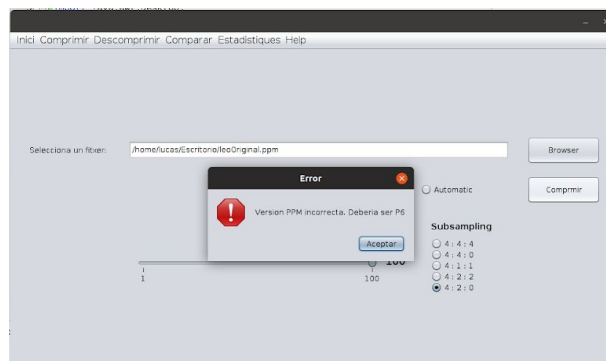 Inici Comprimir Descomprimir Comparar Estadistiques Help
Selecciona un fitxer:
/home/lucas/Escritorio/leoOriginal.ppm
Browser
Error
Version PPM incorrecta. Deberia ser P6
Aceptar
Automatic
Comprmir
Subsampling
4 : 4 : 4
4 : 4 : 0
4 : 1 : 1
4 : 2 : 2
4 : 2 : 0
100
1
100